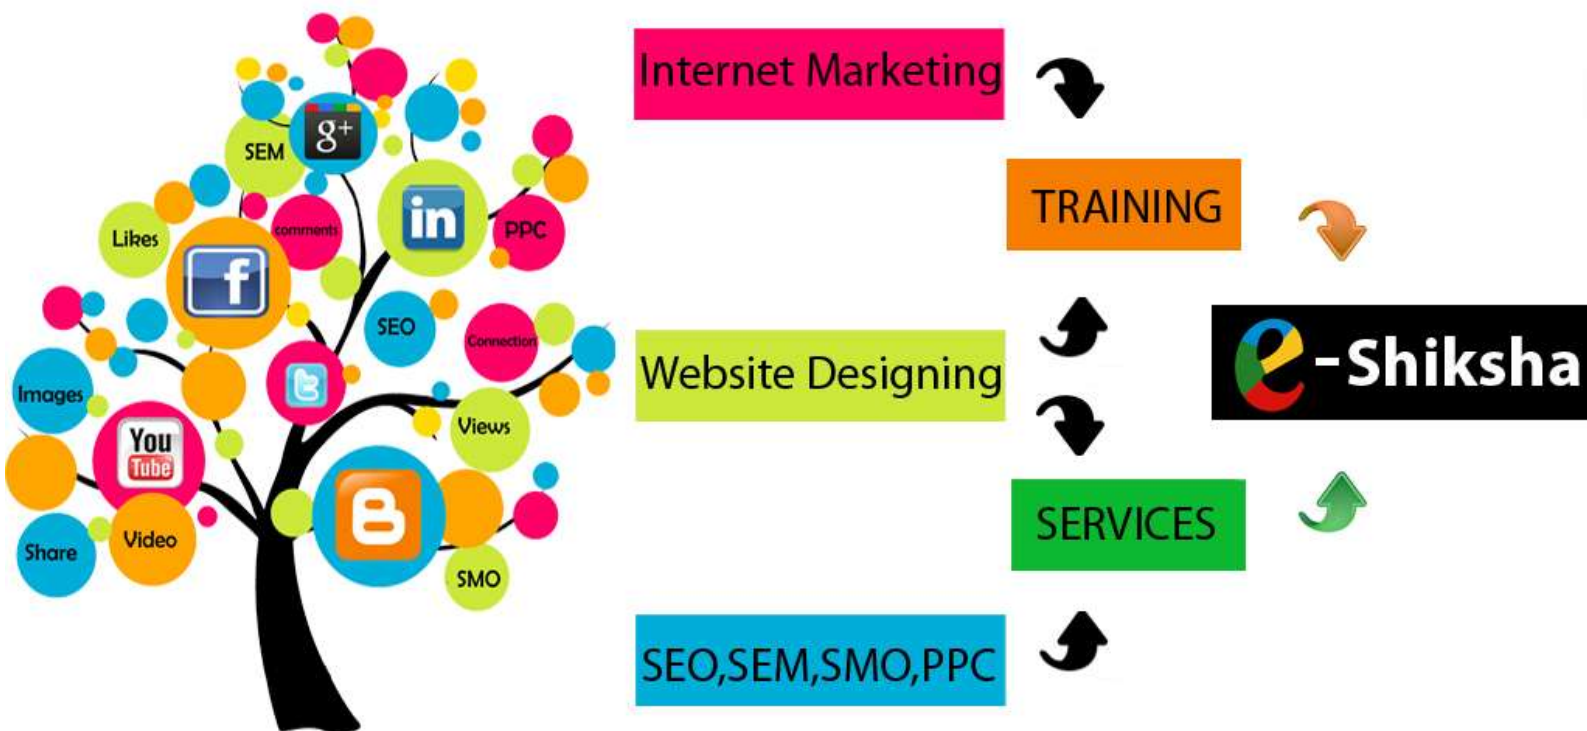 g+
SEM
in
Likes
comments
PPC
f
SEO
Connection
t
Images
Views
You
Tube
B
Share
Video
SMO
Internet Marketing
TRAINING
Website Designing
e-Shiksha
SERVICES
SEO,SEM,SMO,PPC